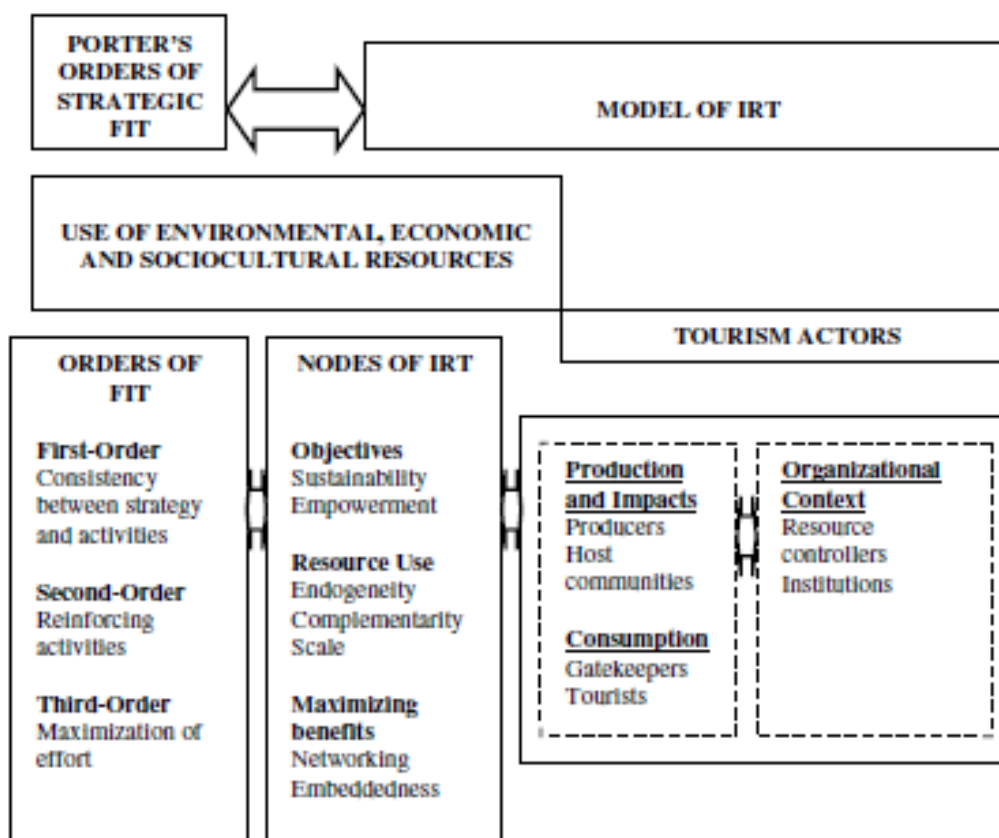 PORTER'S
ORDERS OF
STRATEGIC
FIT
MODEL OF IRT
USE OF ENVIRONMENTAL, ECONOMIC
AND SOCIOCULTURAL RESOURCES
TOURISM ACTORS
ORDERS OF
FIT
First-Order
Consistency
between strategy
and activities
Second-Order
Reinforcing
activities
Third-Order
Maximization of
effort
NODES OF IRT
Objectives
Sustainability
Empowerment
Resource Use
Endogeneity
Complementarity
Scale
Maximizing
benefits
Networking
Embeddedness
Production
and Impacts
Producers
Host
communities
Consumption
Gatekeepers
Tourists
Organizational
Context
Resource
controllers
Institutions